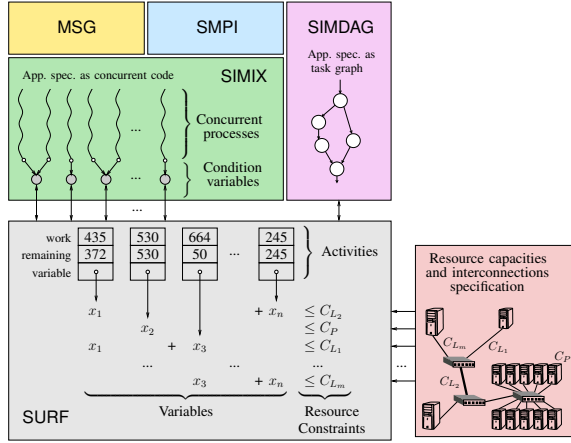 MSG
SMPI
SIMDAG
App. spec. as
task graph
App. spec. as concurrent code
SIMIX
Concurrent
processes
...
Condition
variables
...
...
work 435 530 664 245
remaining 372 530 50 ... 245
variable
Activities
x1 + xn ≤ CL2
x2 ≤ CP
x1 + x3 ≤ CL1
... ... ...
x3 + xn ≤ CLm
Variables
Resource
Constraints
SURF
...
Resource capacities
and interconnections
specification
CLm
CL1
CL2
CP